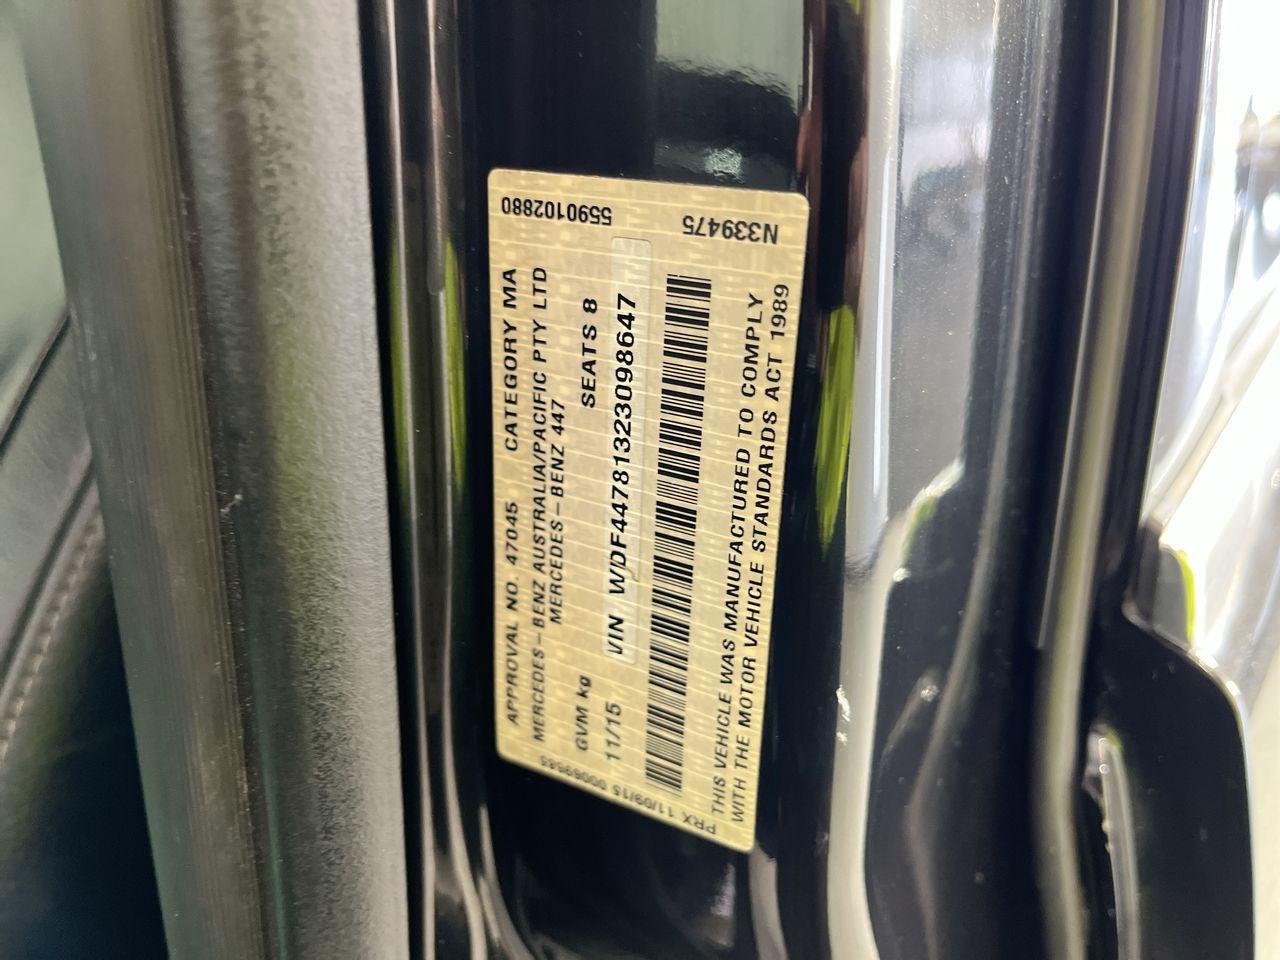 APPROVAL NO. 47045 CATEGORY MA
MERCEDES-BENZ AUSTRALIA/PACIFIC PTY LTD
MERCEDES-BENZ 447
GVM kg SEATS 8
11/15 VIN WDF44781323098647
THIS VEHICLE WAS MANUFACTURED TO COMPLY
WITH THE MOTOR VEHICLE STANDARDS ACT 1989
5590102880
N339475
PRX 11/09/15